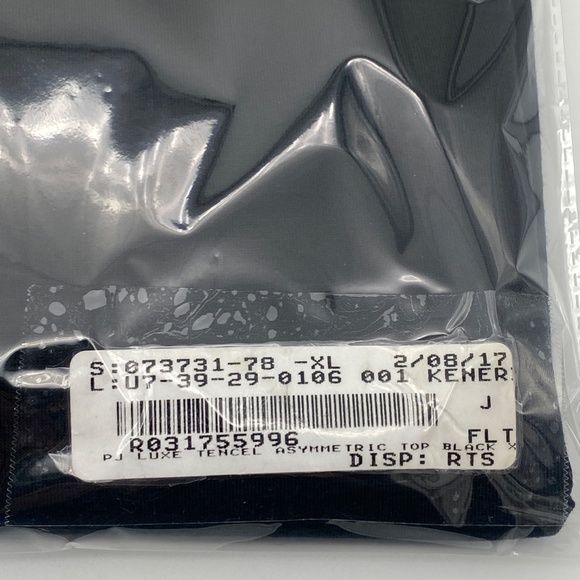 S:073731-78 -XL 2/08/17
L:U7-39-29-0106 001 KENER
J
R031755996 FLT
PJ LUXE TENCEL ASYMMETRIC TOP BLACK X
DISP: RTS